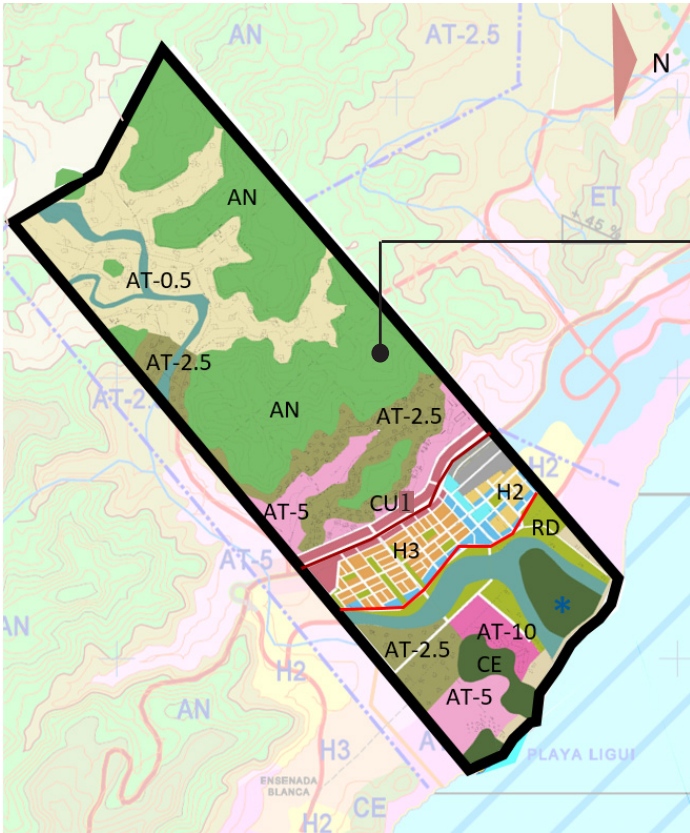 AN
AT-2.5
N
ET
+ 45 %
AN
AT-0.5
AT-2.5
AT-2.
AN
AT-2.5
H2
H2
AT-5
CU1
RD
H3
AT-5
AN
AT-10
AT-2.5
CE
H2
AT-5
AN
H3
A
PLAYA LIGUI
ENSENADA
BLANCA
CE
H2
*